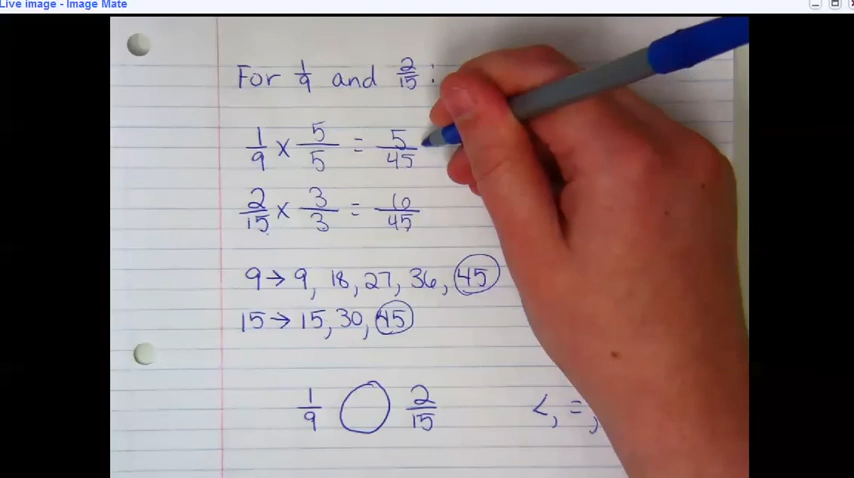 Live image - Image Mate
For 1/9 and 2/15 :
1/9 x 5/5 = 5/45
2/15 x 3/3 = 6/45
9 → 9, 18, 27, 36, 45
15 → 15, 30, 45
1/9 ◯ 2/15 <, =,